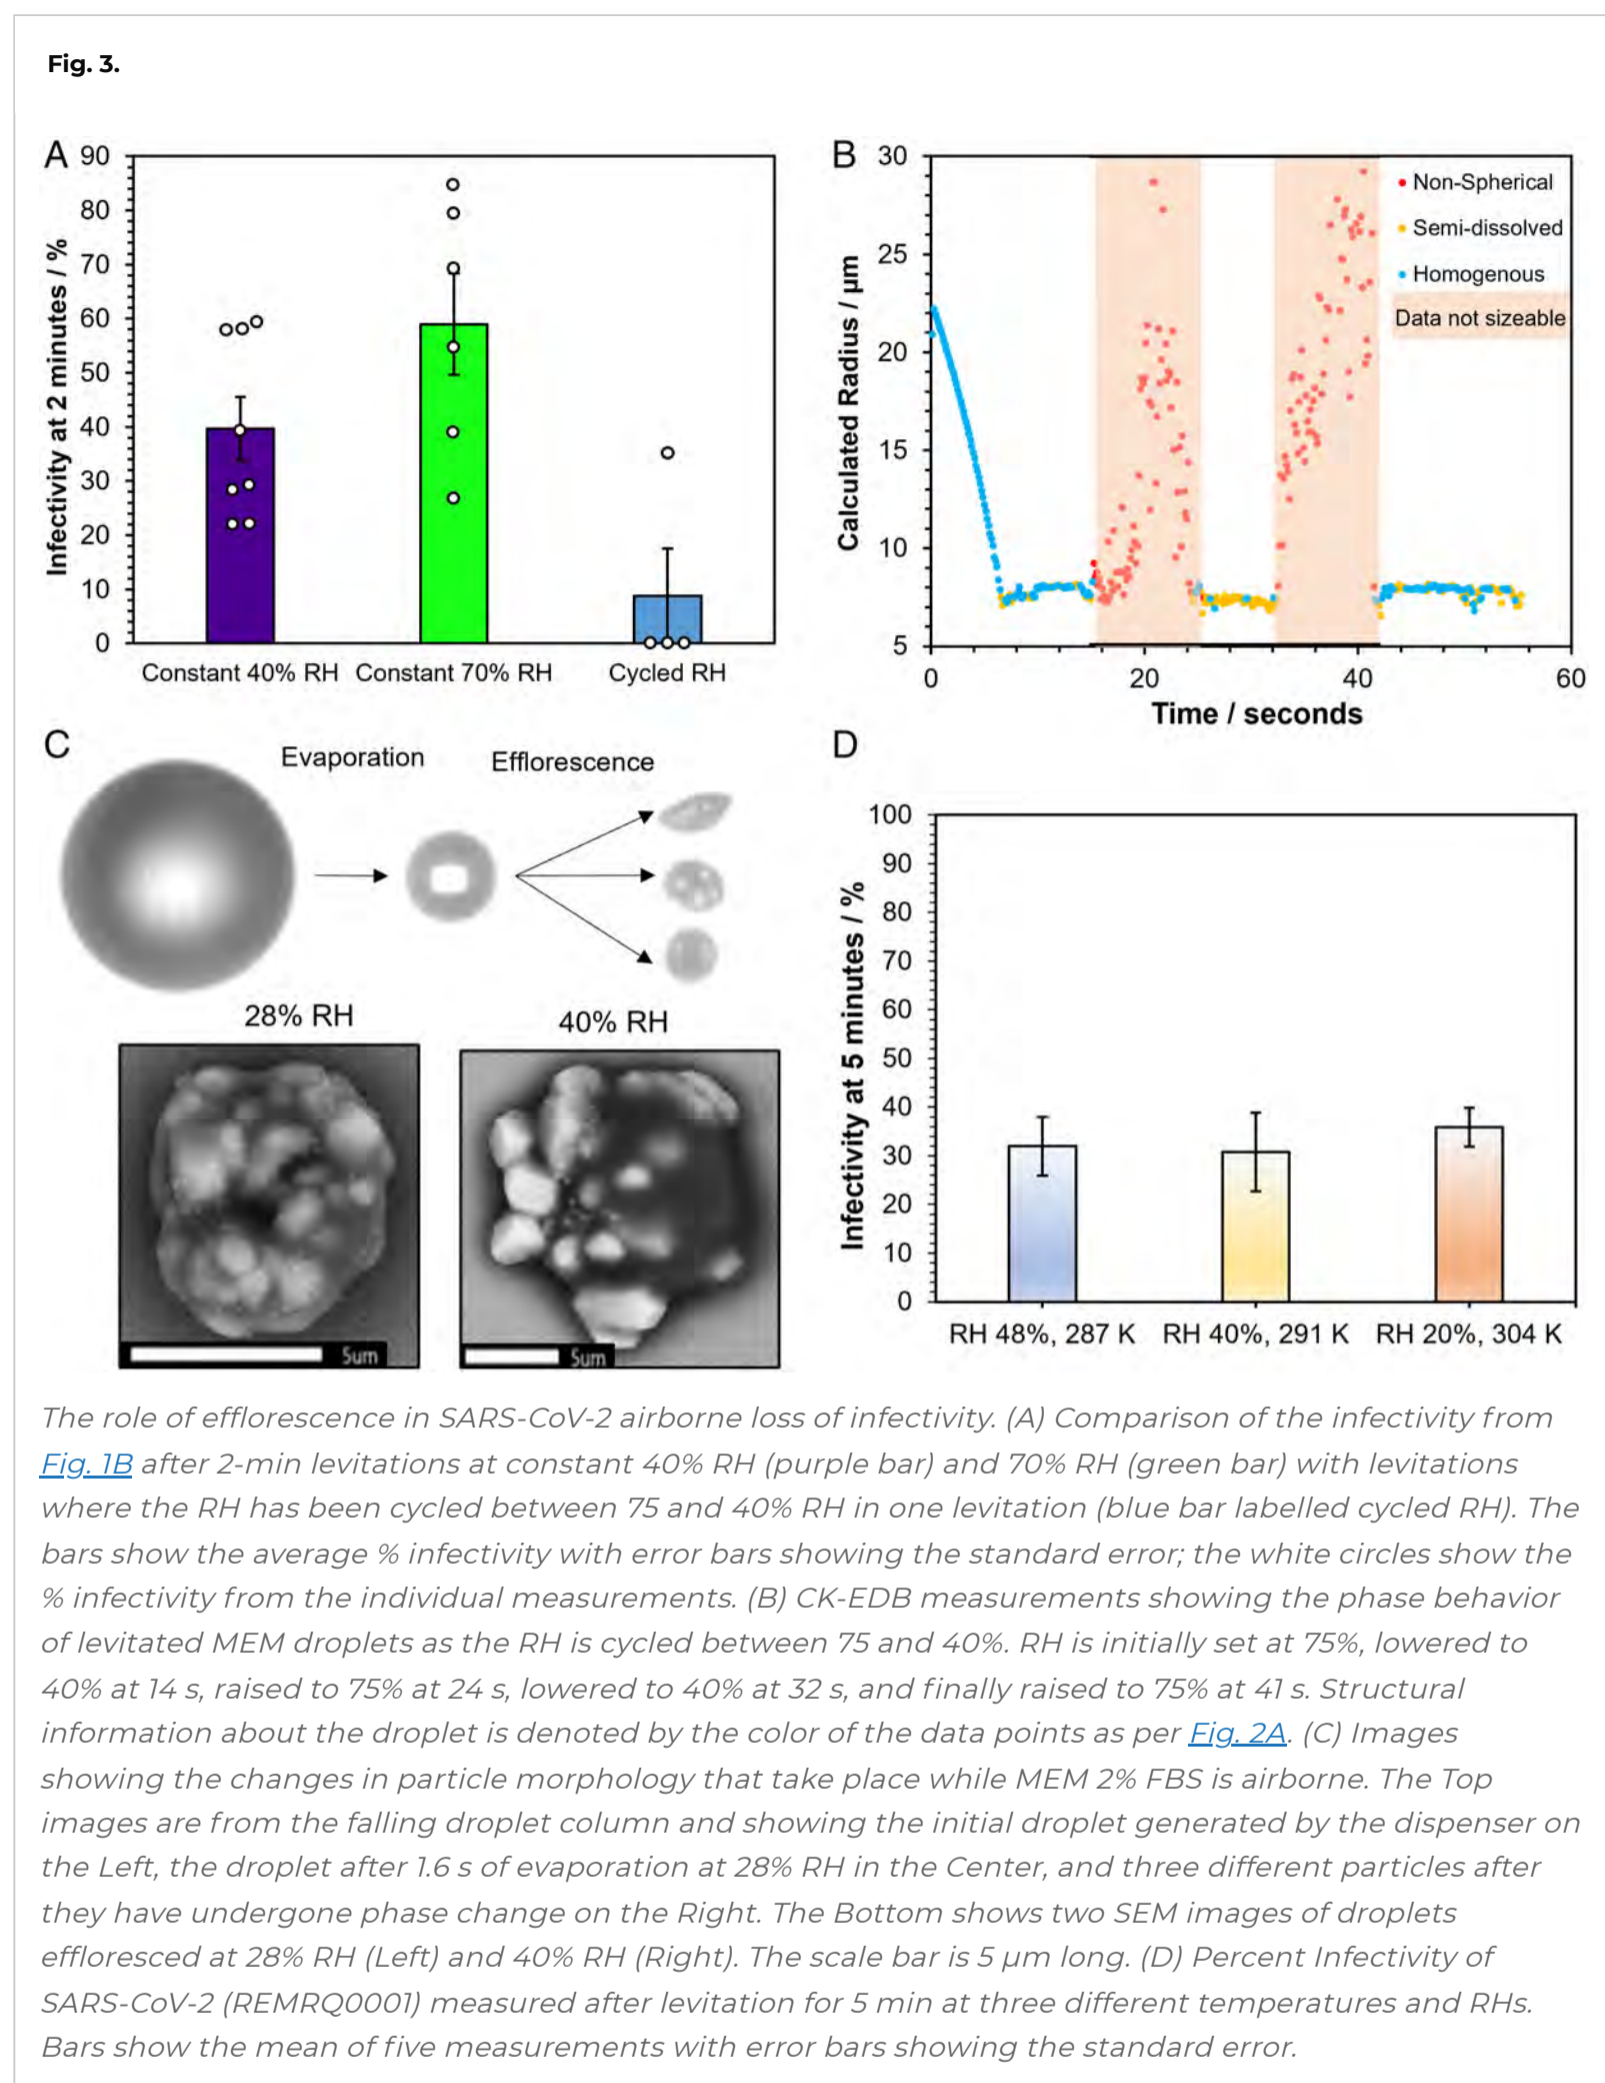 Fig. 3.
A
90
80
70
60
50
40
30
20
10
0
Infectivity at 2 minutes / %
Constant 40% RH
Constant 70% RH
Cycled RH
B
30
25
20
15
10
5
Calculated Radius / µm
Non-Spherical
Semi-dissolved
Homogenous
Data not sizeable
0
20
40
60
Time / seconds
C
Evaporation
Efflorescence
28% RH
40% RH
5um
5um
D
100
90
80
70
60
50
40
30
20
10
0
Infectivity at 5 minutes / %
RH 48%, 287 K
RH 40%, 291 K
RH 20%, 304 K
The role of efflorescence in SARS-CoV-2 airborne loss of infectivity. (A) Comparison of the infectivity from
Fig. 1B after 2-min levitations at constant 40% RH (purple bar) and 70% RH (green bar) with levitations
where the RH has been cycled between 75 and 40% RH in one levitation (blue bar labelled cycled RH). The
bars show the average % infectivity with error bars showing the standard error; the white circles show the
% infectivity from the individual measurements. (B) CK-EDB measurements showing the phase behavior
of levitated MEM droplets as the RH is cycled between 75 and 40%. RH is initially set at 75%, lowered to
40% at 14 s, raised to 75% at 24 s, lowered to 40% at 32 s, and finally raised to 75% at 41 s. Structural
information about the droplet is denoted by the color of the data points as per Fig. 2A. (C) Images
showing the changes in particle morphology that take place while MEM 2% FBS is airborne. The Top
images are from the falling droplet column and showing the initial droplet generated by the dispenser on
the Left, the droplet after 1.6 s of evaporation at 28% RH in the Center, and three different particles after
they have undergone phase change on the Right. The Bottom shows two SEM images of droplets
effloresced at 28% RH (Left) and 40% RH (Right). The scale bar is 5 µm long. (D) Percent Infectivity of
SARS-CoV-2 (REMRQ0001) measured after levitation for 5 min at three different temperatures and RHs.
Bars show the mean of five measurements with error bars showing the standard error.